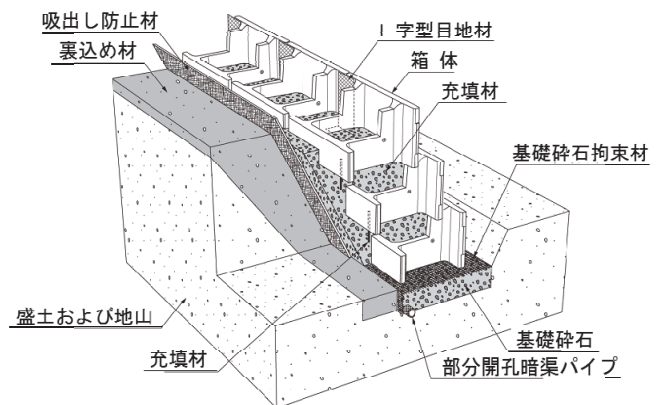 吸出し防止材
裏込め材
I 字型目地材
箱 体
充填材
基礎砕石拘束材
盛土および地山
充填材
基礎砕石
部分開孔暗渠パイプ